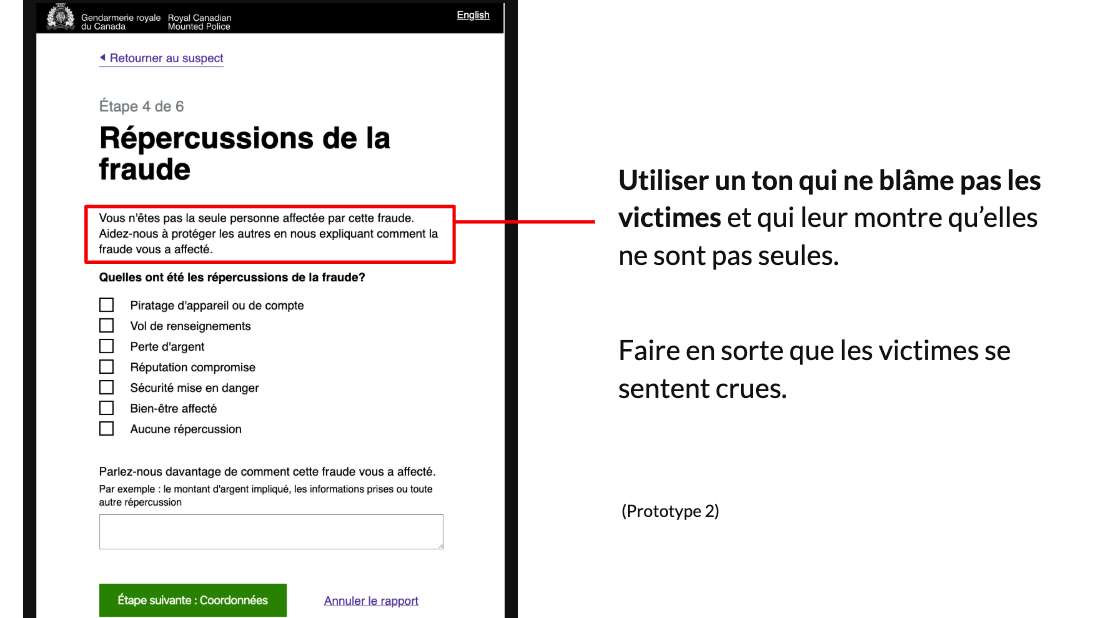 Gendarmerie royale Royal Canadian
du Canada Mounted Police
English
Retourner au suspect
Étape 4 de 6
Répercussions de la
fraude
Vous n'êtes pas la seule personne affectée par cette fraude.
Aidez-nous à protéger les autres en nous expliquant comment la
fraude vous a affecté.
Quelles ont été les répercussions de la fraude?
Piratage d'appareil ou de compte
Vol de renseignements
Perte d'argent
Réputation compromise
Sécurité mise en danger
Bien-être affecté
Aucune répercussion
Parlez-nous davantage de comment cette fraude vous a affecté.
Par exemple : le montant d'argent impliqué, les informations prises ou toute
autre répercussion
Étape suivante : Coordonnées
Annuler le rapport
Utiliser un ton qui ne blâme pas les
victimes et qui leur montre qu’elles
ne sont pas seules.
Faire en sorte que les victimes se
sentent crues.
(Prototype 2)